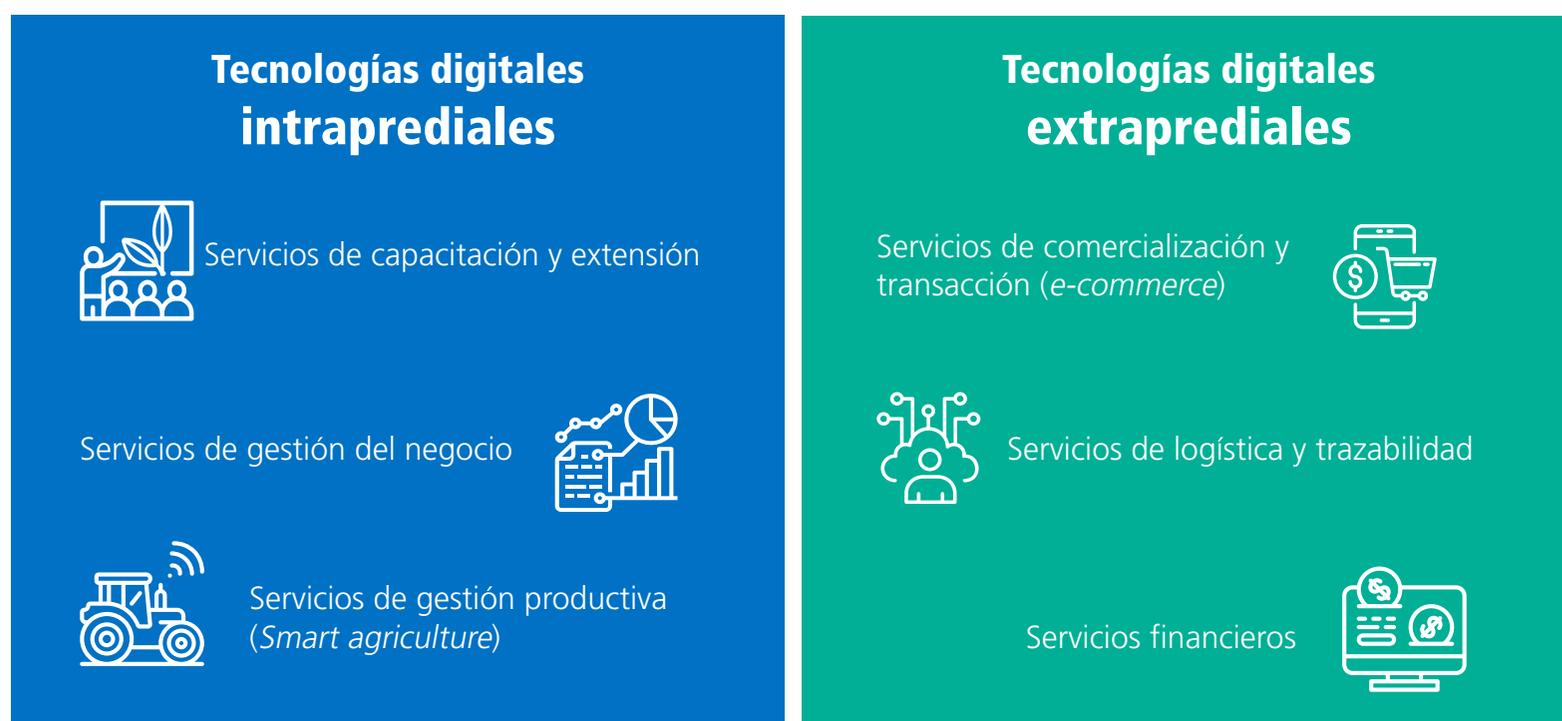 Tecnologías digitales
intraprediales
Servicios de capacitación y extensión
Servicios de gestión del negocio
Servicios de gestión productiva
(Smart agriculture)
Tecnologías digitales
extraprediales
Servicios de comercialización y
transacción (e-commerce)
$
Servicios de logística y trazabilidad
Servicios financieros
$
$